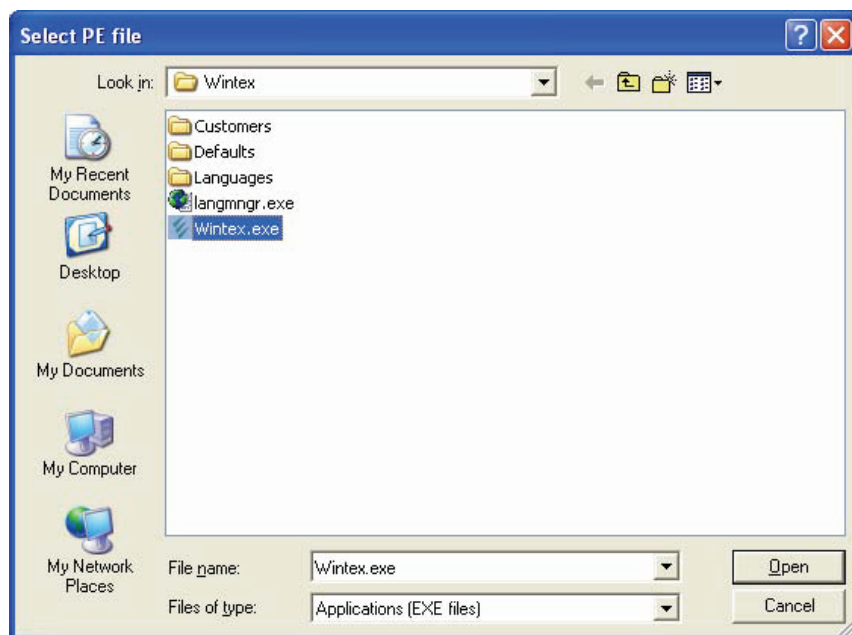 Select PE file
Look in:
Wintex
My Recent
Documents
Desktop
My Documents
My Computer
My Network
Places
Customers
Defaults
Languages
langmngr.exe
Wintex.exe
File name:
Wintex.exe
Open
Files of type:
Applications (EXE files)
Cancel